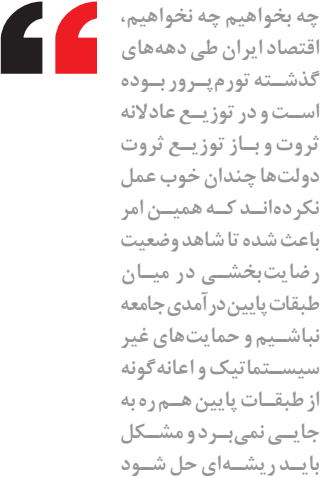 چه بخواهیم چه نخواهیم،
اقتصاد ایران طی دهه‌های
گذشته تورم‌پرور بوده
است و در توزیع عادلانه
ثروت و باز توزیع ثروت
دولت‌ها چندان خوب عمل
نکرده‌اند که همین امر
باعث شده تا شاهد وضعیت
رضایت‌بخشی در میان
طبقات پایین‌درآمدی جامعه
نباشیم و حمایت‌های غیر
سیستماتیک و اعانه‌گونه
از طبقات پایین هم ره به
جایی نمی‌برد و مشکل
باید ریشه‌ای حل شود